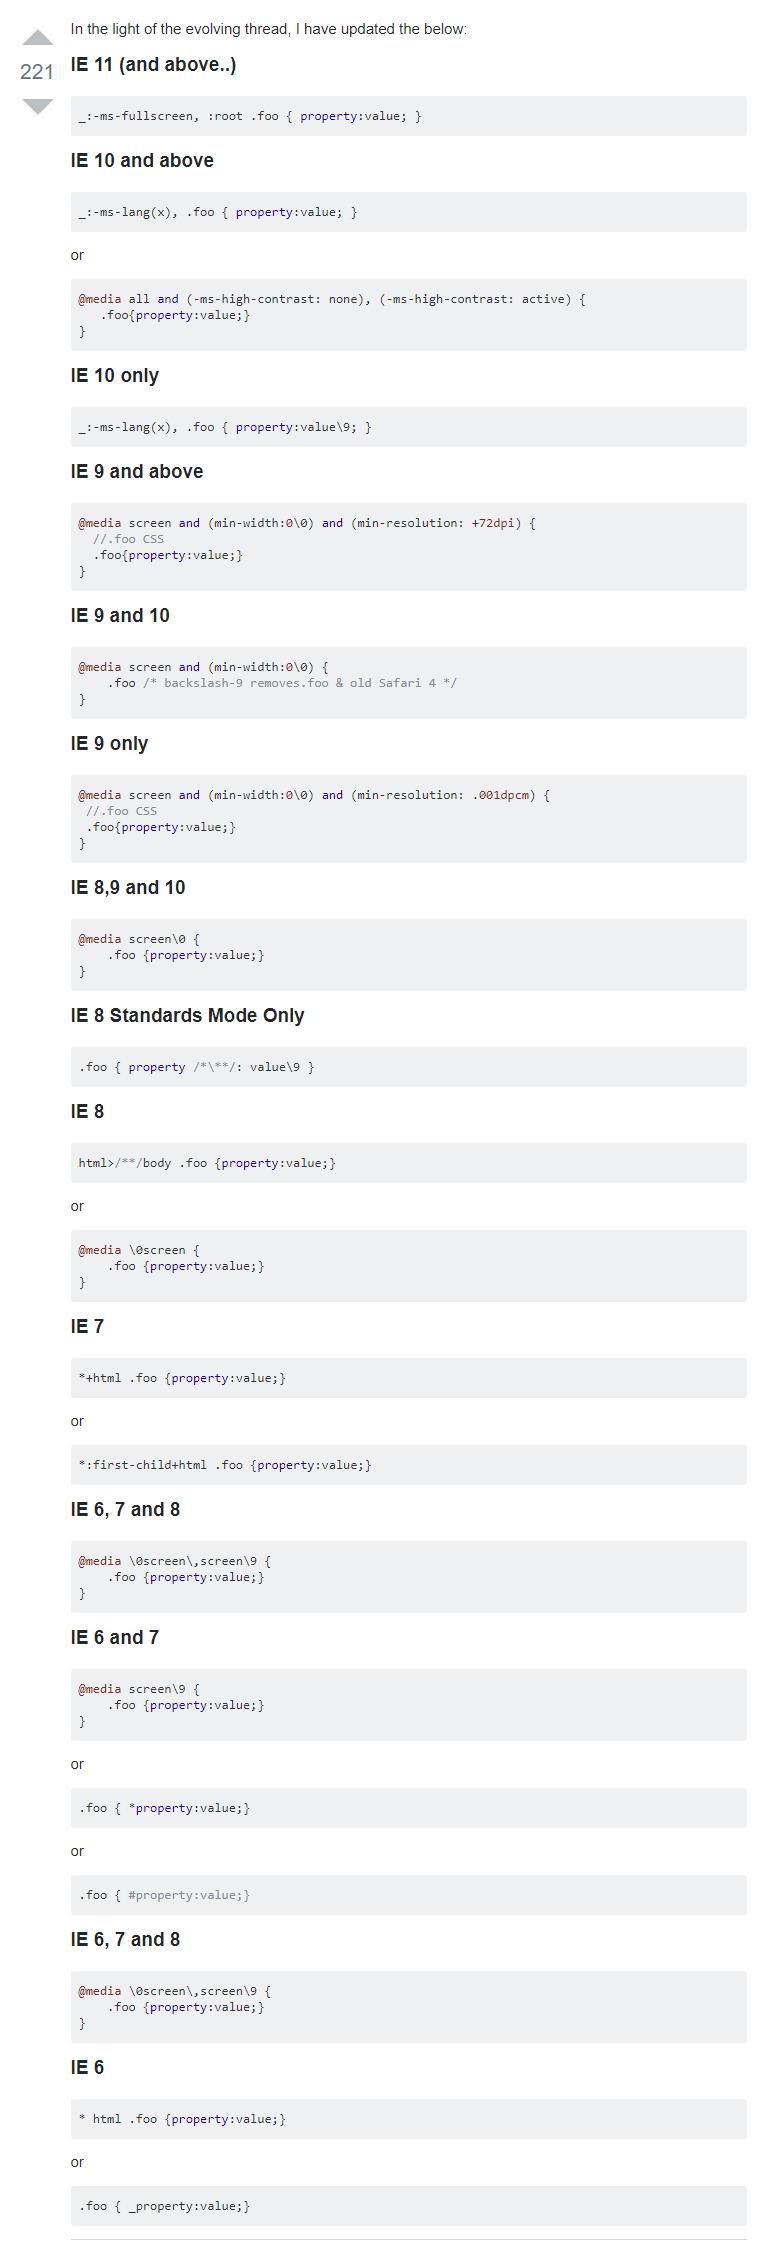 In the light of the evolving thread, I have updated the below:
221
IE 11 (and above..)
_:-ms-fullscreen, :root .foo { property:value; }
IE 10 and above
_:-ms-lang(x), .foo { property:value; }
or
@media all and (-ms-high-contrast: none), (-ms-high-contrast: active) {
   .foo{property:value;}
}
IE 10 only
_:-ms-lang(x), .foo { property:value\9; }
IE 9 and above
@media screen and (min-width:0\0) and (min-resolution: +72dpi) {
  //.foo CSS
  .foo{property:value;}
}
IE 9 and 10
@media screen and (min-width:0\0) {
    .foo /* backslash-9 removes.foo & old Safari 4 */
}
IE 9 only
@media screen and (min-width:0\0) and (min-resolution: .001dpcm) {
 //.foo CSS
 .foo{property:value;}
}
IE 8,9 and 10
@media screen\0 {
    .foo {property:value;}
}
IE 8 Standards Mode Only
.foo { property /*\**/: value\9 }
IE 8
html>/**/body .foo {property:value;}
or
@media \0screen {
    .foo {property:value;}
}
IE 7
*+html .foo {property:value;}
or
*:first-child+html .foo {property:value;}
IE 6, 7 and 8
@media \0screen\,screen\9 {
    .foo {property:value;}
}
IE 6 and 7
@media screen\9 {
    .foo {property:value;}
}
or
.foo { *property:value;}
or
.foo { #property:value;}
IE 6, 7 and 8
@media \0screen\,screen\9 {
    .foo {property:value;}
}
IE 6
* html .foo {property:value;}
or
.foo { _property:value;}